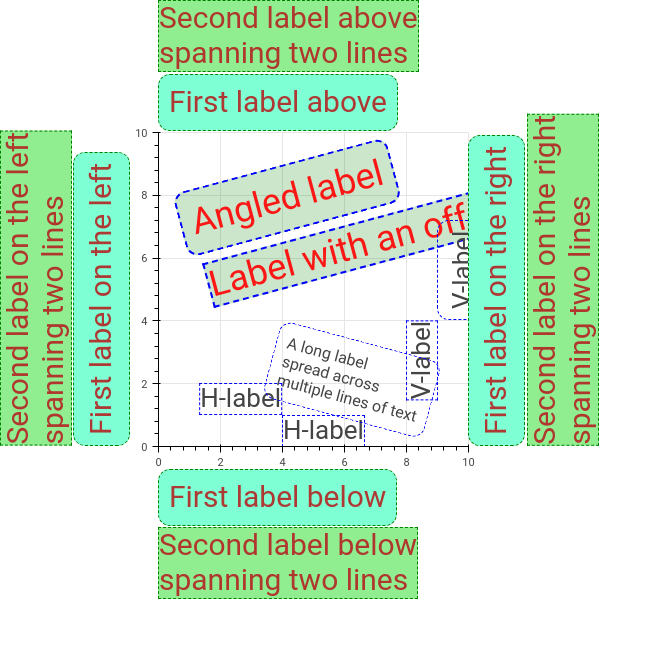 Second label above
spanning two lines
First label above
Second label on the left
spanning two lines
First label on the left
10
8
6
4
2
0
Angled label
Label with an off
V-label
V-label
A long label
spread across
multiple lines of text
H-label
H-label
0
2
4
6
8
10
First label on the right
Second label on the right
spanning two lines
First label below
Second label below
spanning two lines